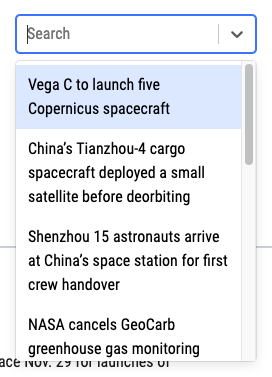 Search
Vega C to launch five
Copernicus spacecraft
China’s Tianzhou-4 cargo
spacecraft deployed a small
satellite before deorbiting
Shenzhou 15 astronauts arrive
at China’s space station for first
crew handover
NASA cancels GeoCarb
greenhouse gas monitoring
ace Nov. 29 for launches of